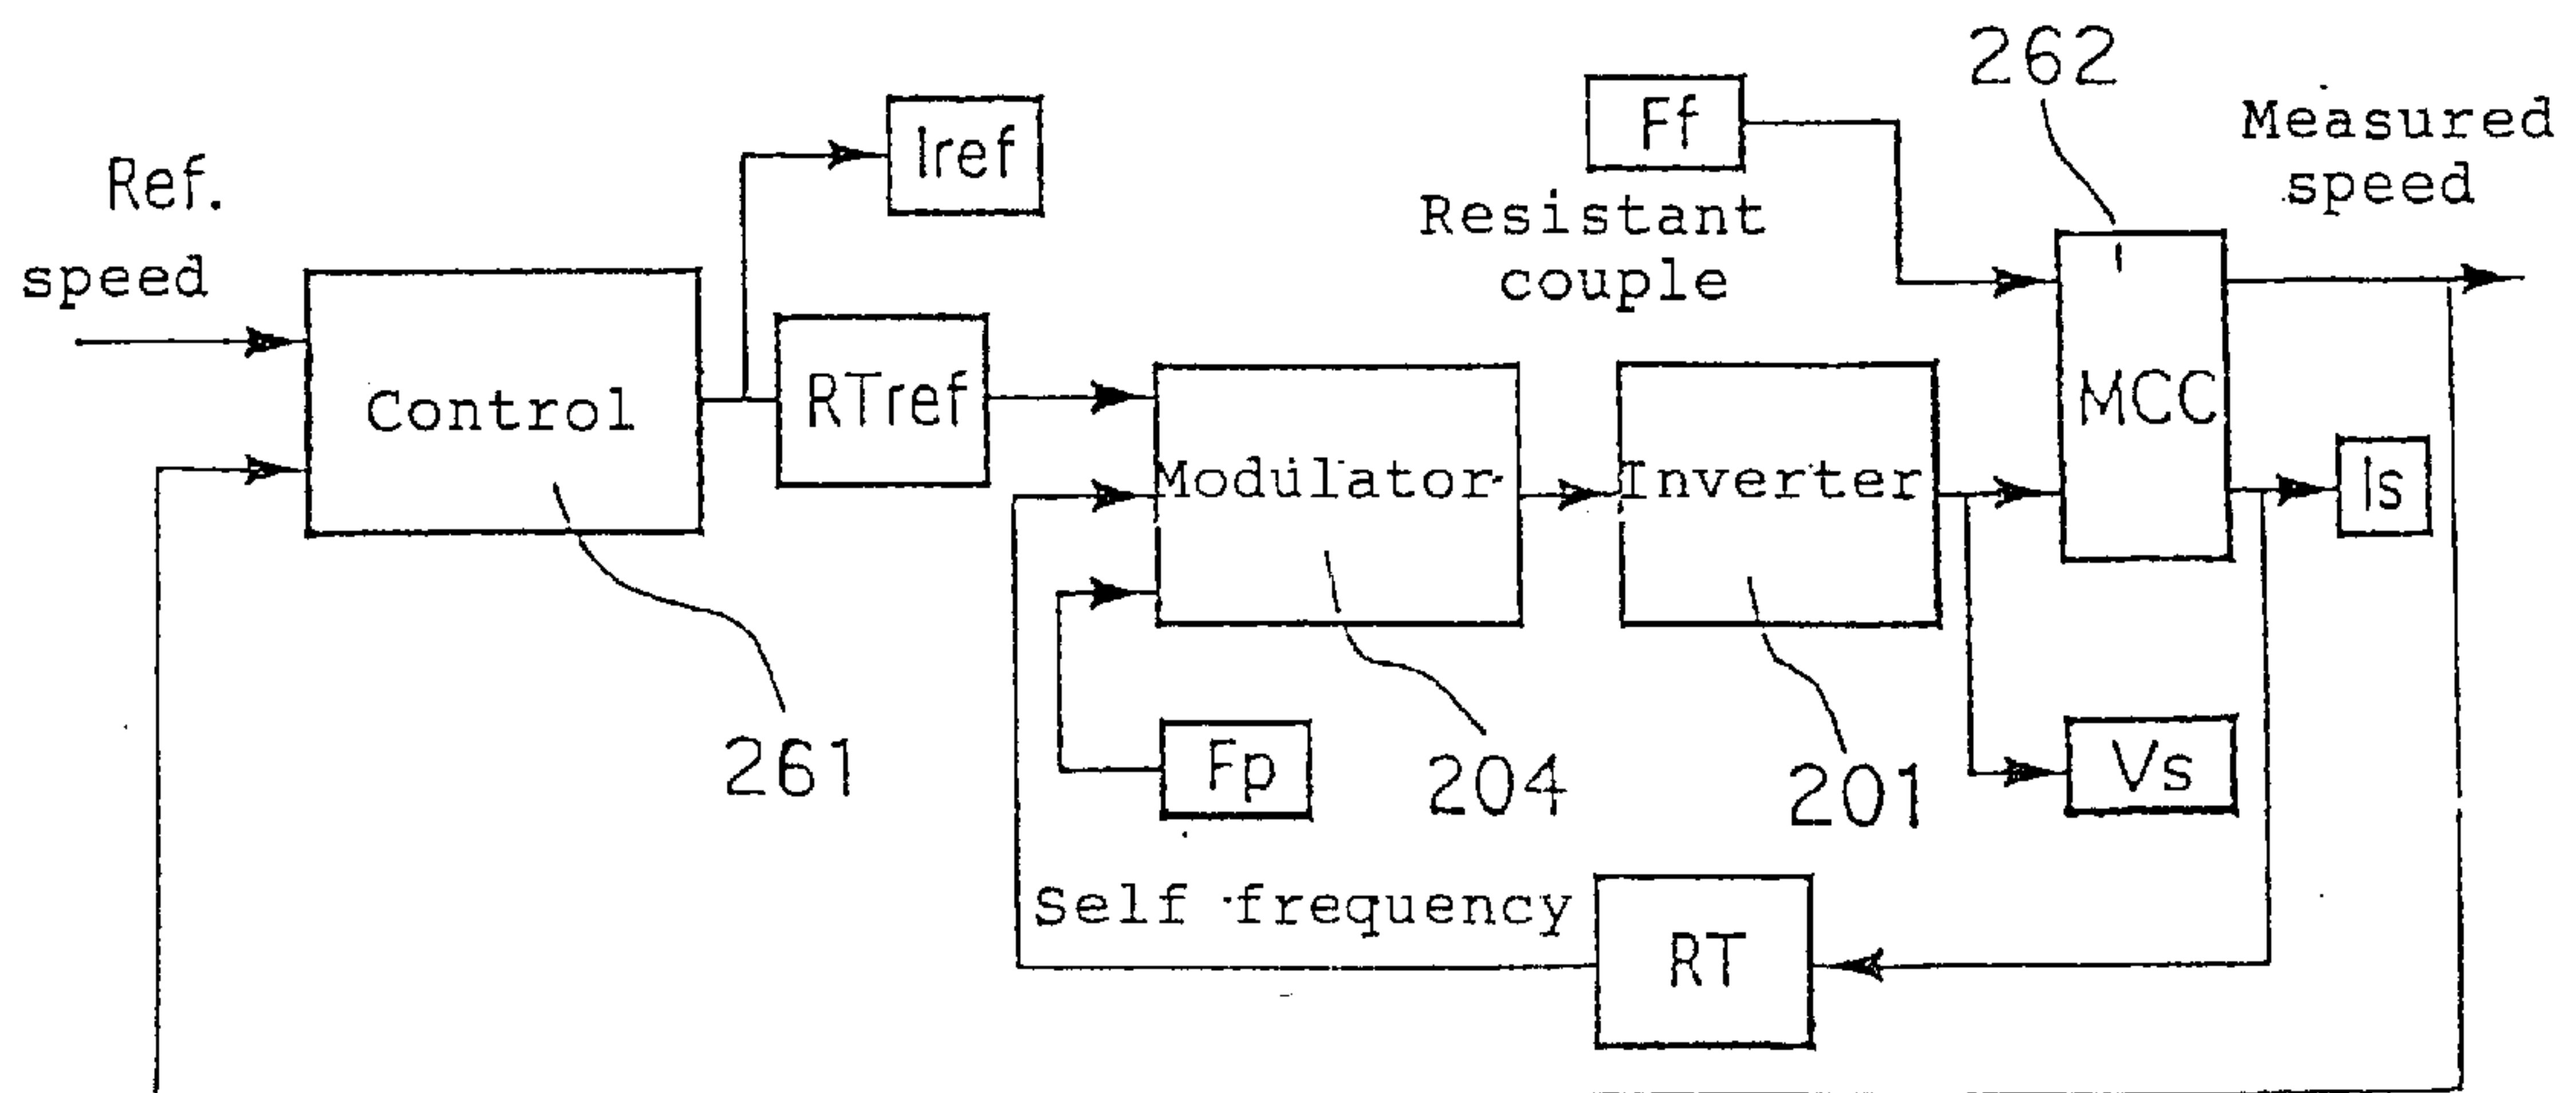 262
Ff
Measured
speed
Iref
Ref.
speed
Resistant
couple
Control
RTref
MCC
Modulator
Inverter
Is
261
Fp
204
201
Vs
Self frequency
RT